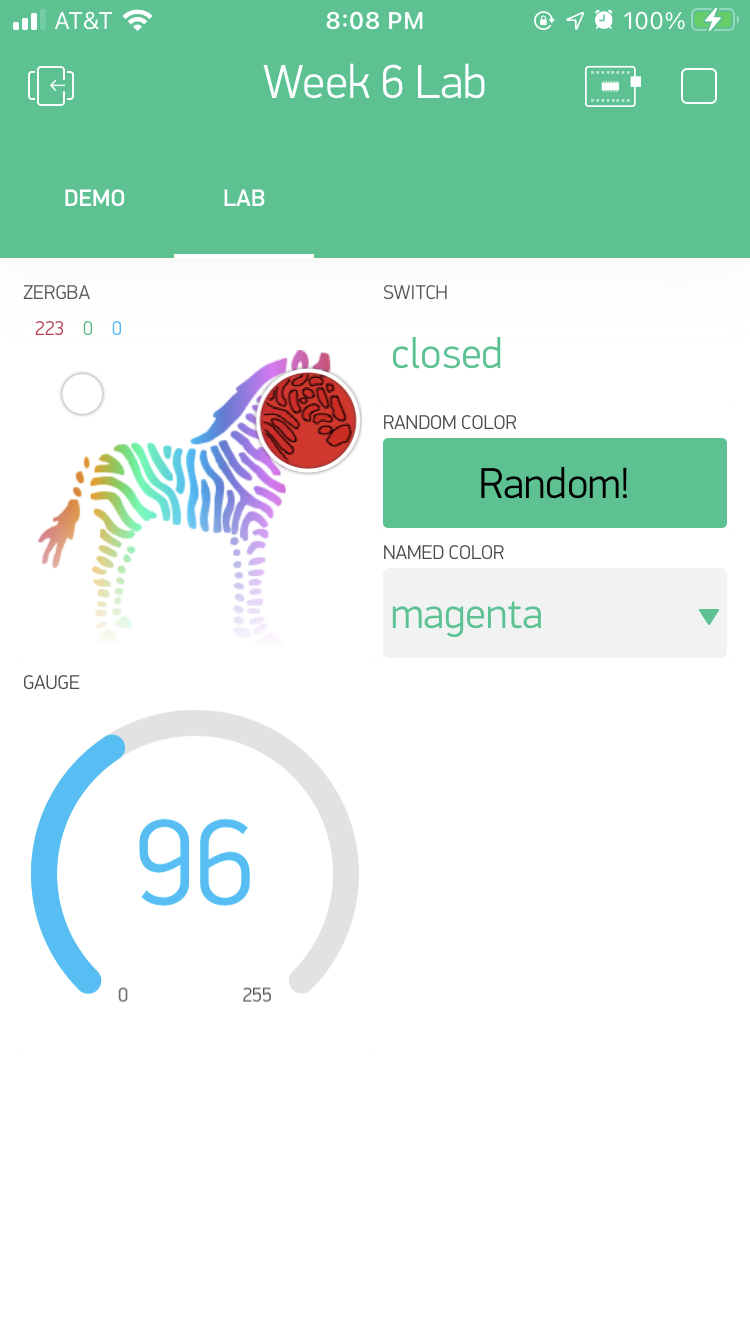 AT&T 8:08 PM 100%
Week 6 Lab
DEMO LAB
ZERGBA
223 0 0
SWITCH
closed
RANDOM COLOR
Random!
NAMED COLOR
magenta
GAUGE
96
0 255